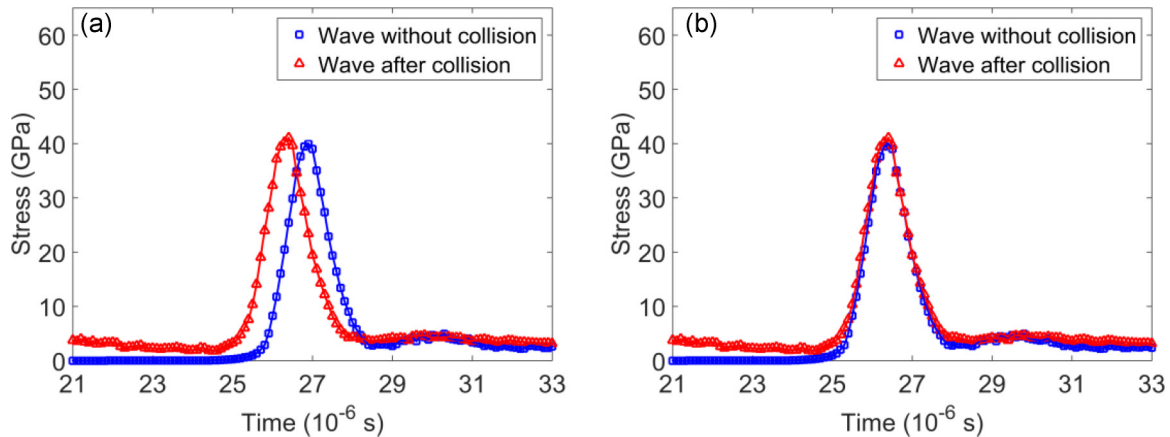 (a)
Wave without collision
Wave after collision
60
50
40
30
20
10
0
Stress (GPa)
21 23 25 27 29 31 33
Time (10⁻⁶ s)
(b)
Wave without collision
Wave after collision
60
50
40
30
20
10
0
Stress (GPa)
21 23 25 27 29 31 33
Time (10⁻⁶ s)